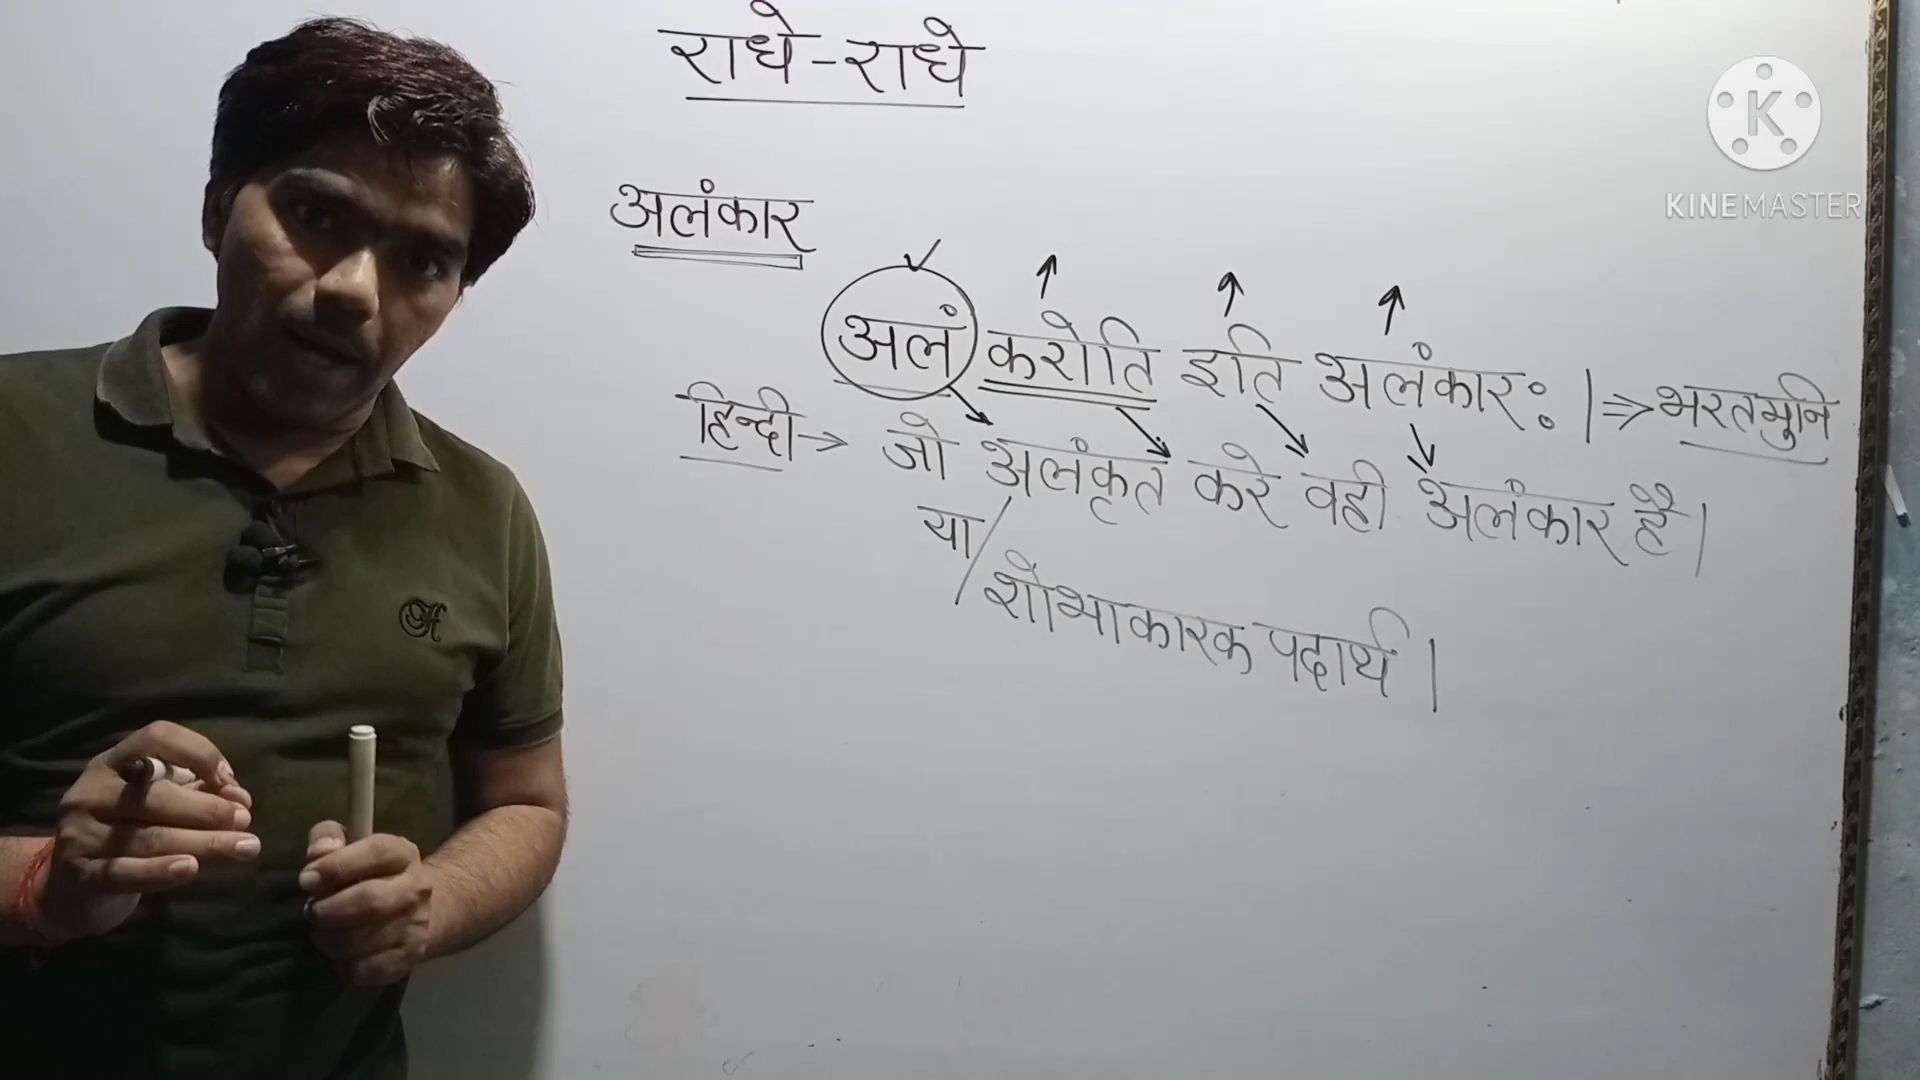 राधे-राधे
अलंकार
अलं करोति इति अलंकारः। ⇒ भरतमुनि
हिन्दी → जो अलंकृत करे वही अलंकार है।
या/ शोभाकारक पदार्थ।
K
KINEMASTER
H